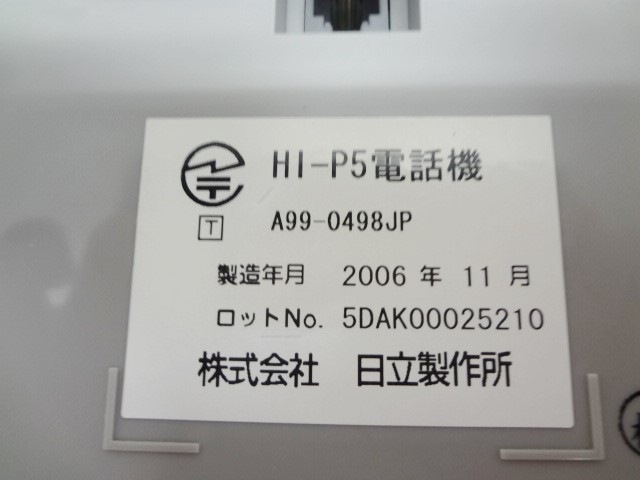 HI-P5電話機
T A99-0498JP
製造年月 2006 年 11 月
ロットNo. 5DAK00025210
株式会社 日立製作所